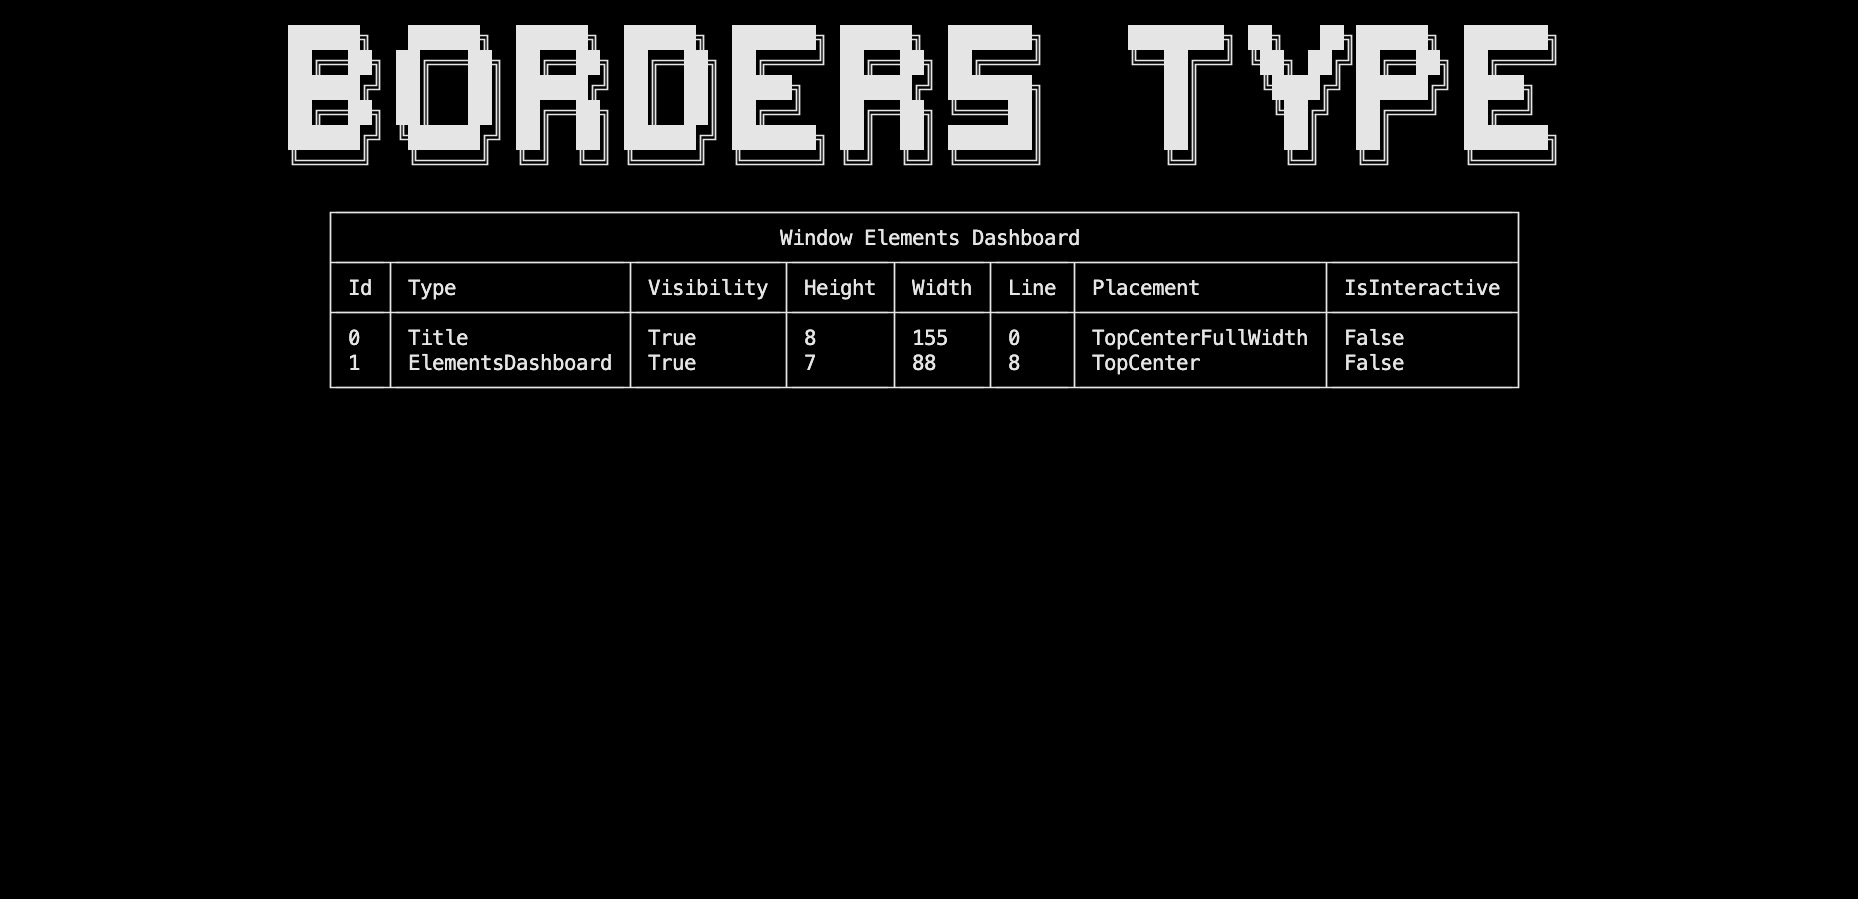 BORDERS TYPE
Window Elements Dashboard
Id Type Visibility Height Width Line Placement IsInteractive
0 Title True 8 155 0 TopCenterFullWidth False
1 ElementsDashboard True 7 88 8 TopCenter False